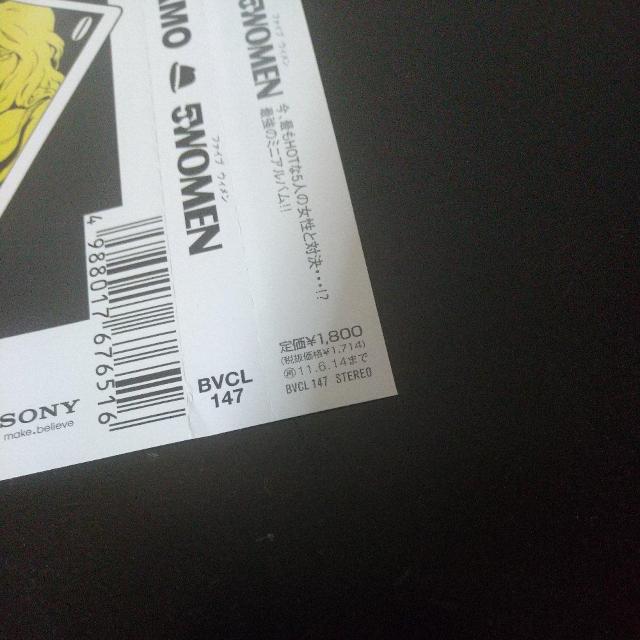 AMO 5WOMEN
ファイブ ウィメン
5WOMEN
ファイブ ウィメン
今、最もHOTな5人の女性と対決・・・!?
最強のミニアルバム!!
4 988017 676516
SONY
make.believe
BVCL
147
定価¥1,800
(税抜価格¥1,714)
再11.6.14まで
BVCL 147 STEREO